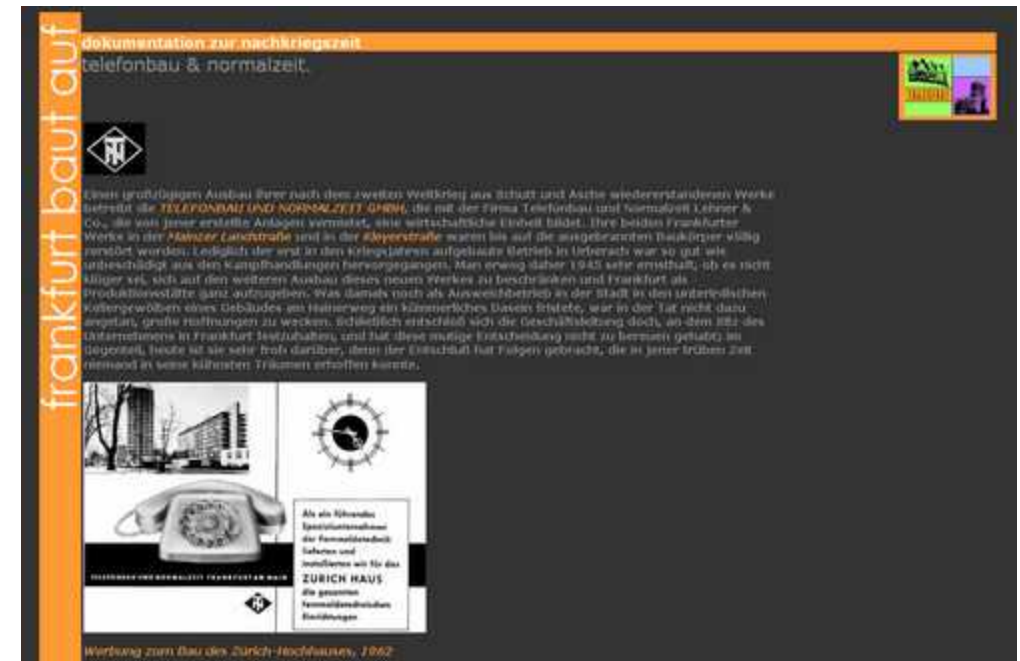 frankfurt baut auf
dokumentation zur nachkriegszeit
telefonbau & normalzeit.
Einen großzügigen Ausbau ihrer nach dem zweiten Weltkrieg aus Schutt und Asche wiedererstandenen Werke
betreibt die TELEFONBAU UND NORMALZEIT GMBH, die mit der Firma Telefonbau und Normalzeit Lehner &
Co., die von jener erstellte Anlagen vermietet, eine wirtschaftliche Einheit bildet. Ihre beiden Frankfurter
Werke in der Mainzer Landstraße und in der Kleyerstraße waren bis auf die ausgebrannten Baukörper völlig
zerstört worden. Lediglich der erst in den Kriegsjahren aufgebaute Betrieb in Urberach war so gut wie
unbeschädigt aus den Kampfhandlungen hervorgegangen. Man erwog daher 1945 sehr ernsthaft, ob es nicht
klüger sei, sich auf den weiteren Ausbau dieses neuen Werkes zu beschränken und Frankfurt als
Produktionsstätte ganz aufzugeben. Was damals noch als Ausweichbetrieb in der Stadt in den unterirdischen
Kellergewölben eines Gebäudes am Hainerweg ein kümmerliches Dasein fristete, war in der Tat nicht dazu
angetan, große Hoffnungen zu wecken. Schließlich entschloß sich die Geschäftsleitung doch, an dem Sitz des
Unternehmens in Frankfurt festzuhalten, und hat diese mutige Entscheidung nicht zu bereuen gehabt; im
Gegenteil, heute ist sie sehr froh darüber, denn der Entschluß hat Folgen gebracht, die in jener trüben Zeit
niemand in seine kühnsten Träumen erhoffen konnte.
Als ein führendes
Spezialunternehmen
der Fernmeldetechnik
lieferten und
installierten wir für das
ZÜRICH HAUS
die gesamten
fernmeldetechnischen
Einrichtungen
TELEFONBAU UND NORMALZEIT FRANKFURT AM MAIN
Werbung zum Bau des Zürich-Hochhauses, 1962